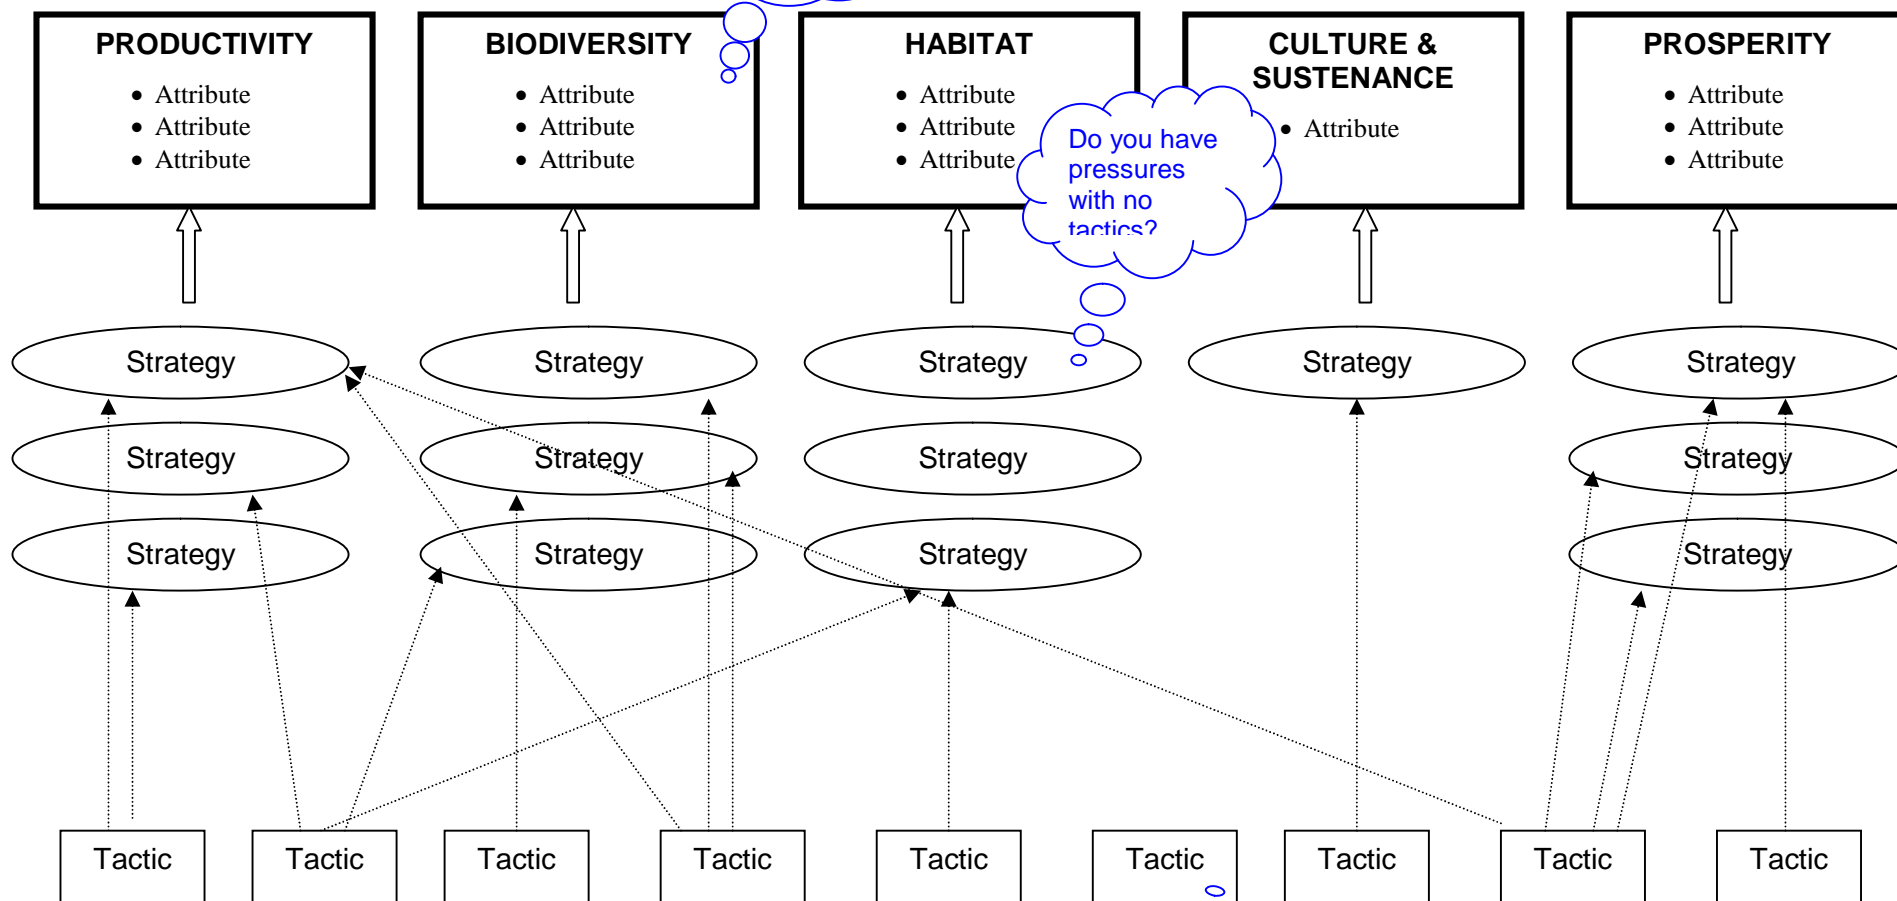 PRODUCTIVITY
• Attribute
• Attribute
• Attribute
BIODIVERSITY
• Attribute
• Attribute
• Attribute
HABITAT
• Attribute
• Attribute
• Attribute
CULTURE &
SUSTENANCE
• Attribute
PROSPERITY
• Attribute
• Attribute
• Attribute
Do you have
pressures
with no
tactics?
Strategy
Strategy
Strategy
Strategy
Strategy
Strategy
Strategy
Strategy
Strategy
Strategy
Strategy
Strategy
Strategy
Tactic
Tactic
Tactic
Tactic
Tactic
Tactic
Tactic
Tactic
Tactic